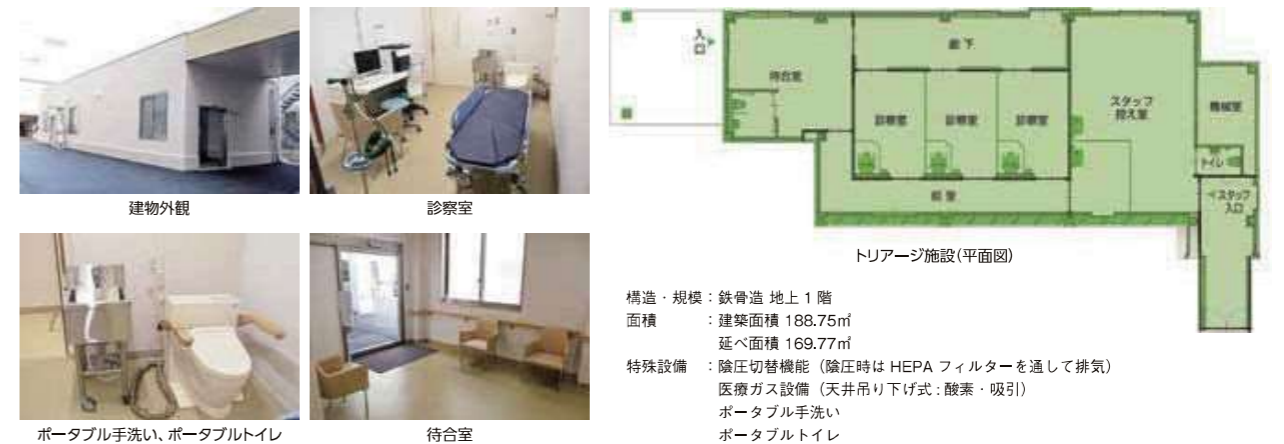 建物外観
診察室
ポータブル手洗い、ポータブルトイレ
待合室
入口
待合室
廊下
診察室
診察室
診察室
前室
スタッフ
控え室
機械室
トイレ
スタッフ
入口
トリアージ施設(平面図)
構造・規模：鉄骨造 地上1階
面積　　　：建築面積 188.75㎡
延べ面積 169.77㎡
特殊設備　：陰圧切替機能（陰圧時は HEPA フィルターを通して排気）
医療ガス設備（天井吊り下げ式：酸素・吸引）
ポータブル手洗い
ポータブルトイレ